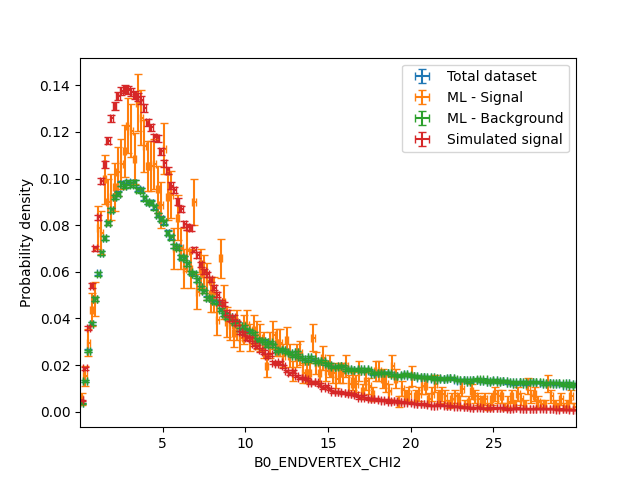 Total dataset
ML - Signal
ML - Background
Simulated signal
0.14
0.12
0.10
0.08
0.06
0.04
0.02
0.00
Probability density
5 10 15 20 25
B0_ENDVERTEX_CHI2